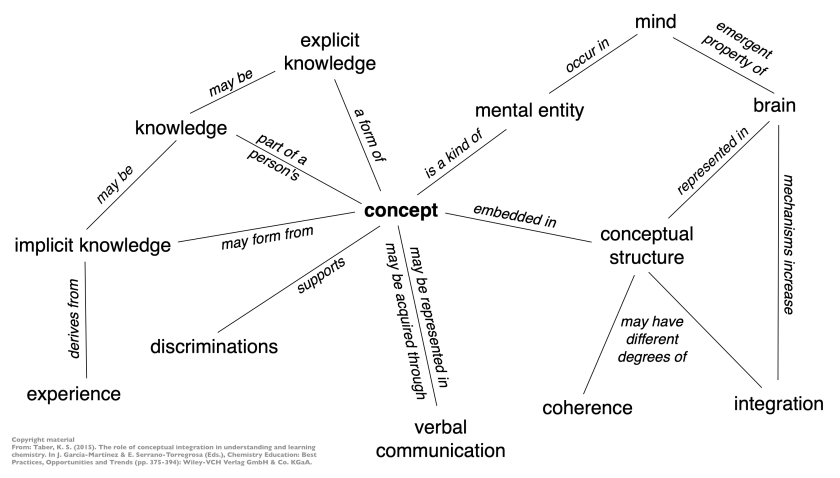 mind
explicit
knowledge
emergent
property of
occur in
may be
mental entity
brain
knowledge
a form of
part of a
person's
is a kind of
represented in
may be
concept
embedded in
mechanisms increase
implicit knowledge
may form from
conceptual
structure
supports
may be represented in
may be acquired through
derives from
discriminations
may have
different
degrees of
experience
coherence
integration
verbal
communication
Copyright material
From: Taber, K. S. (2015). The role of conceptual integration in understanding and learning
chemistry. In J. García-Martínez & E. Serrano-Torregrosa (Eds.), Chemistry Education: Best
Practices, Opportunities and Trends (pp. 375-394): Wiley-VCH Verlag GmbH & Co. KGaA.